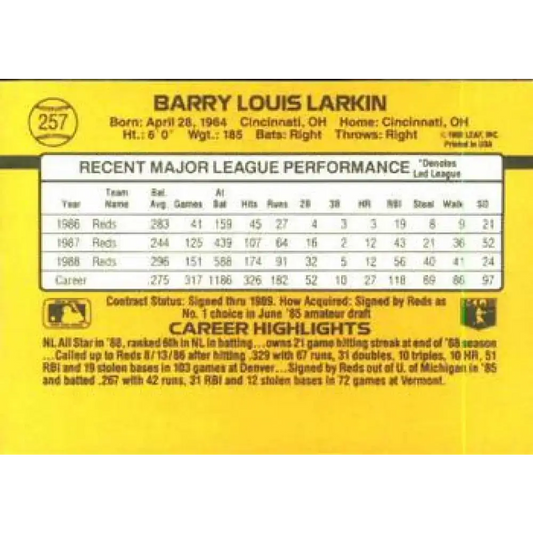 257
BARRY LOUIS LARKIN
Born: April 28, 1964 Cincinnati, OH Home: Cincinnati, OH
Ht.: 6'0" Wgt.: 185 Bats: Right Throws: Right
© 1989 LEAF, INC.
Printed in USA
RECENT MAJOR LEAGUE PERFORMANCE *Denotes Led League
Year Team Name Bat. Avg. Games At Bat Hits Runs 2B 3B HR RBI Steal Walk SO
1986 Reds .283 41 159 45 27 4 3 3 19 8 9 21
1987 Reds .244 125 439 107 64 16 2 12 43 21 36 52
1988 Reds .296 151 588 174 91 32 5 12 56 40 41 24
Career .275 317 1186 326 182 52 10 27 118 69 86 97
Contract Status: Signed thru 1989. How Acquired: Signed by Reds as
No. 1 choice in June '85 amateur draft
CAREER HIGHLIGHTS
NL All Star in '88, ranked 6th in NL in batting...owns 21 game hitting streak at end of '88 season
...Called up to Reds 8/13/86 after hitting .329 with 67 runs, 31 doubles, 10 triples, 10 HR, 51
RBI and 19 stolen bases in 103 games at Denver...Signed by Reds out of U. of Michigan in '85
and batted .267 with 42 runs, 31 RBI and 12 stolen bases in 72 games at Vermont.